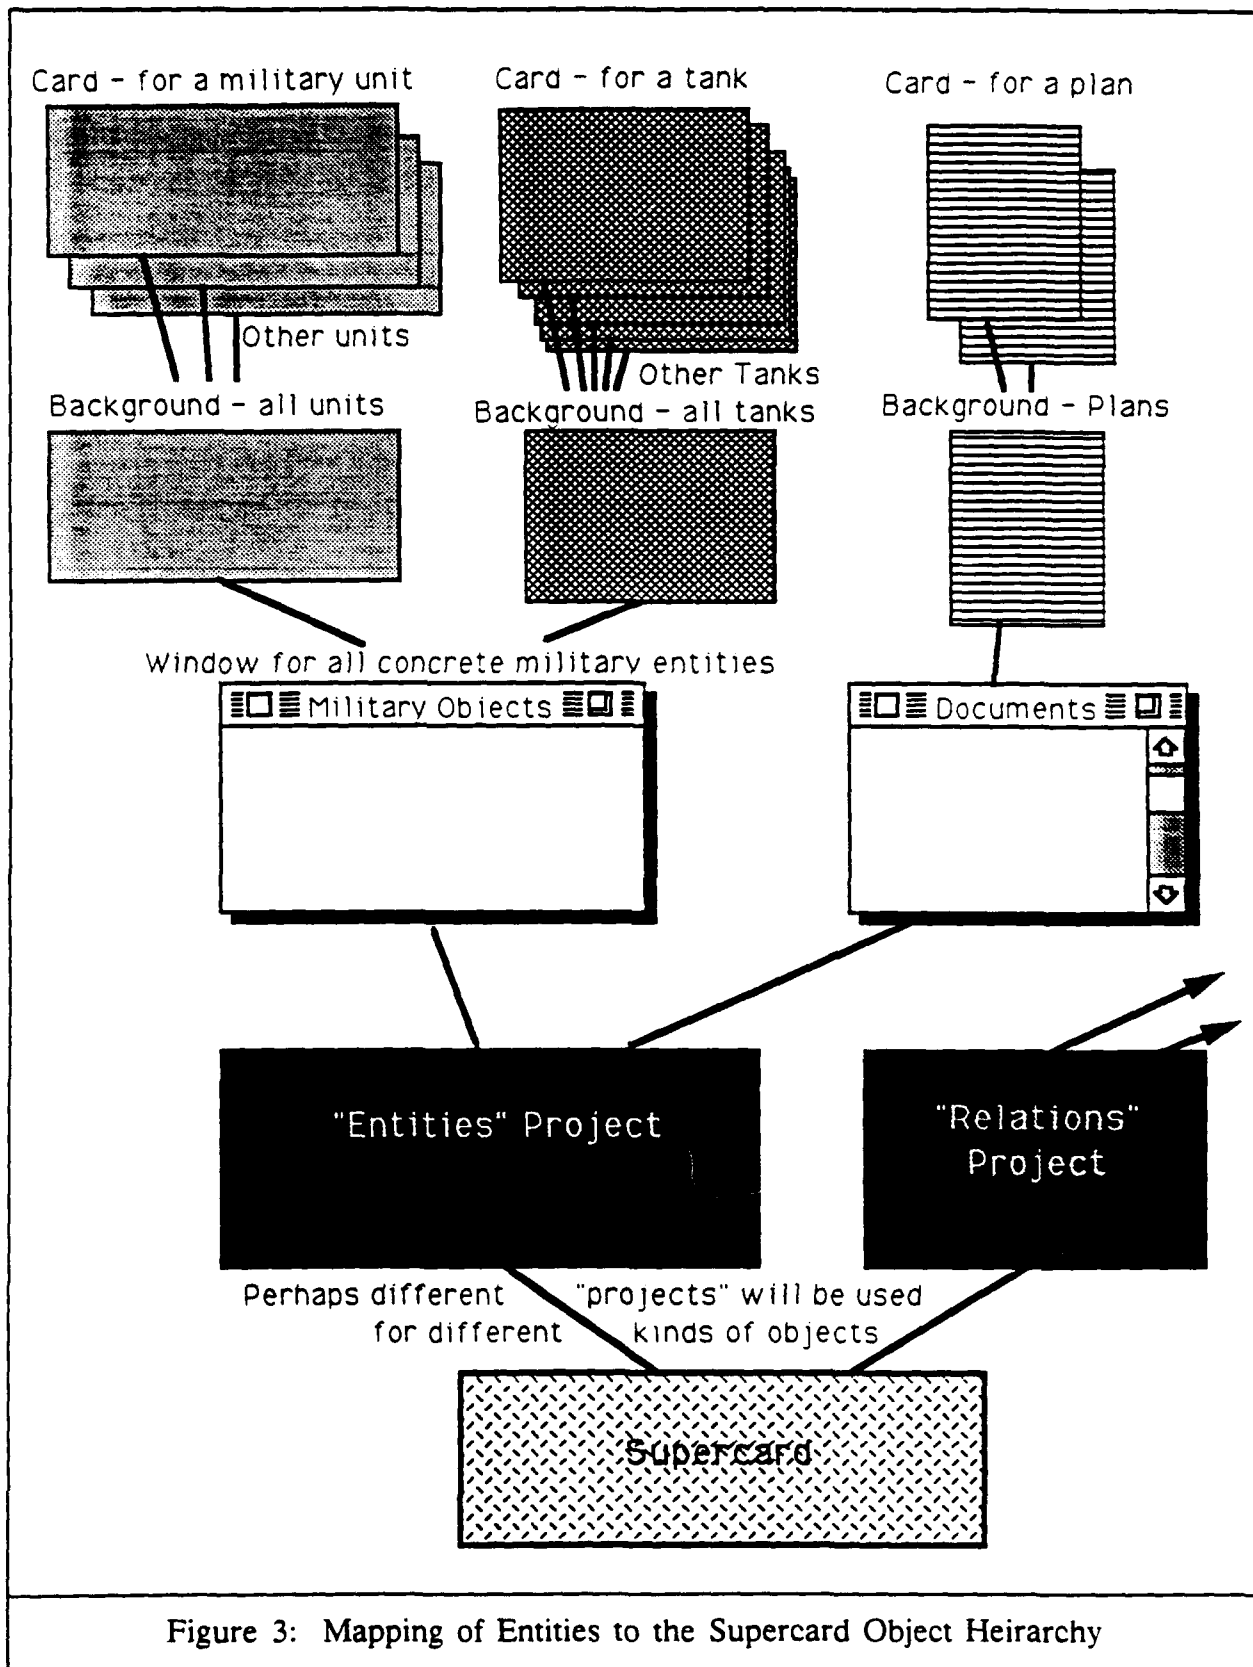 Card - for a military unit
Card - for a tank
Card - for a plan
Other units
Other Tanks
Background - all units
Background - all tanks
Background - Plans
Window for all concrete military entities
Military Objects
Documents
"Entities" Project
"Relations"
Project
Perhaps different "projects" will be used
for different kinds of objects
Supercard
Figure 3: Mapping of Entities to the Supercard Object Heirarchy